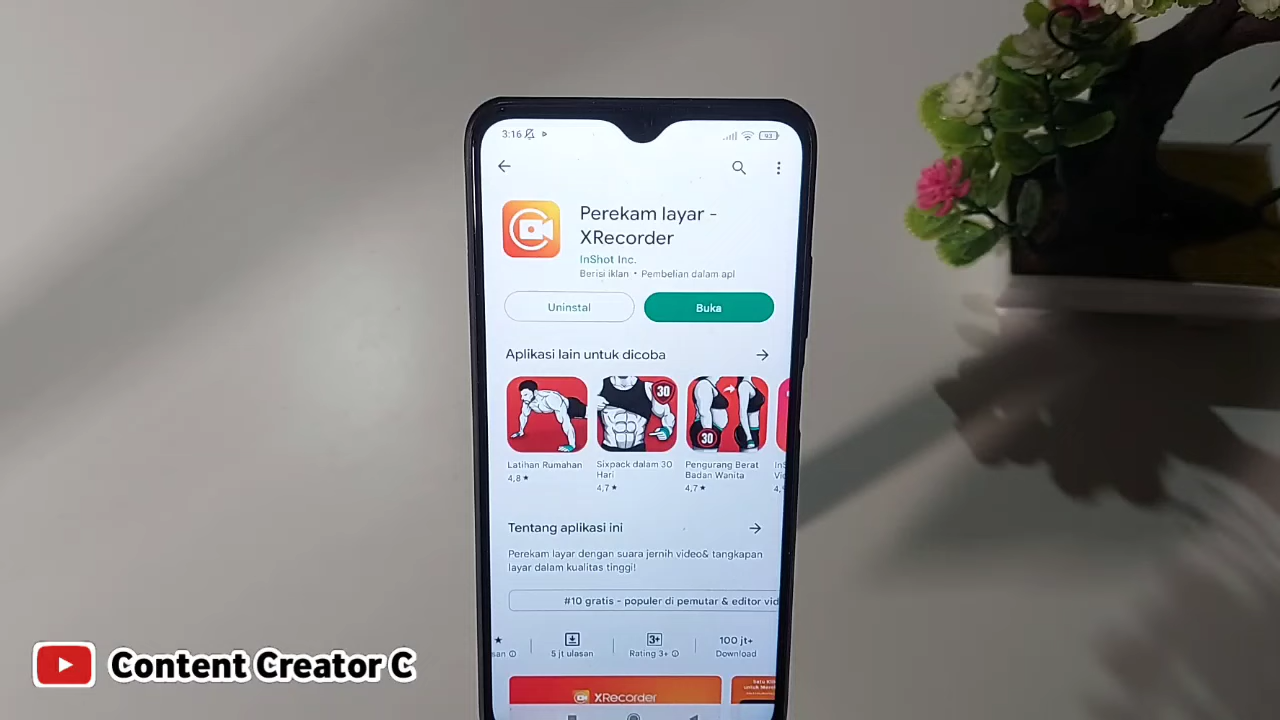 3:16
93
Perekam layar -
XRecorder
InShot Inc.
Berisi iklan • Pembelian dalam apl
Uninstal
Buka
Aplikasi lain untuk dicoba
30
30
Latihan Rumahan
4,8 ★
Sixpack dalam 30
Hari
4,7 ★
Pengurang Berat
Badan Wanita
4,7 ★
Tentang aplikasi ini
Perekam layar dengan suara jernih video& tangkapan
layar dalam kualitas tinggi!
#10 gratis - populer di pemutar & editor vid
3+
100 jt+
5 jt ulasan
Rating 3+
Download
XRecorder
Content Creator C